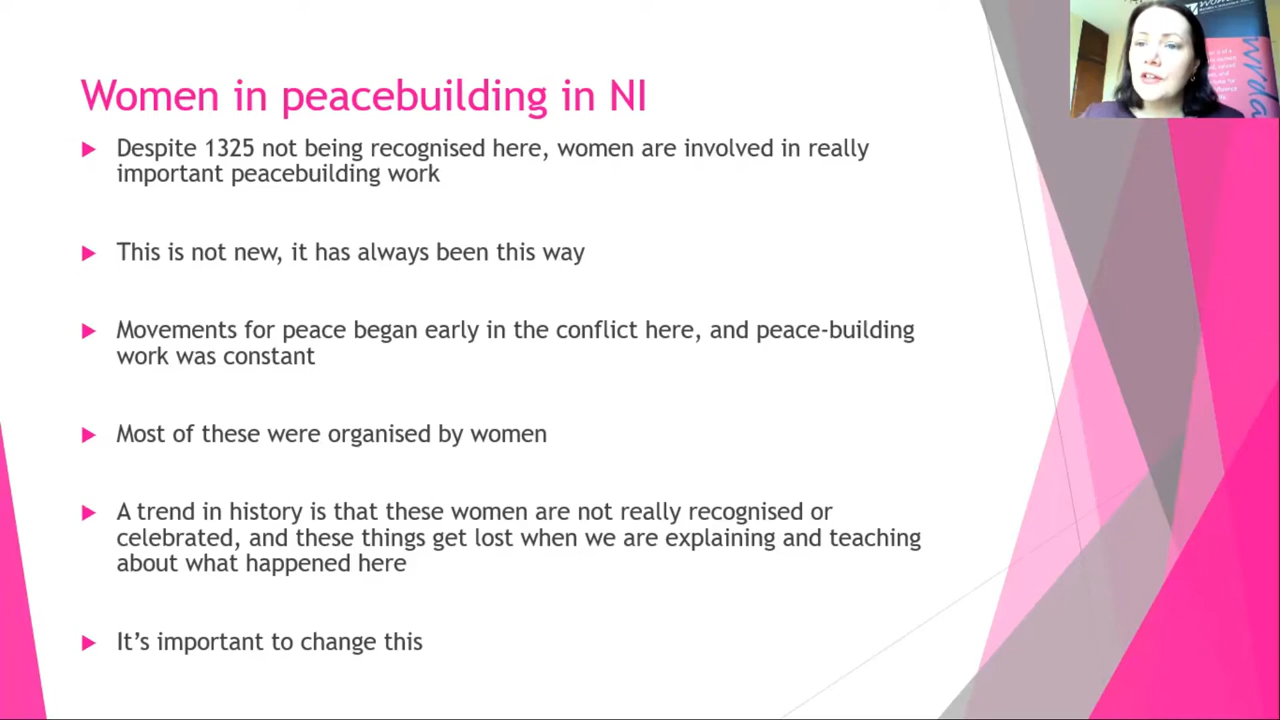 Women in peacebuilding in NI
Despite 1325 not being recognised here, women are involved in really
important peacebuilding work
This is not new, it has always been this way
Movements for peace began early in the conflict here, and peace-building
work was constant
Most of these were organised by women
A trend in history is that these women are not really recognised or
celebrated, and these things get lost when we are explaining and teaching
about what happened here
It’s important to change this
wrda